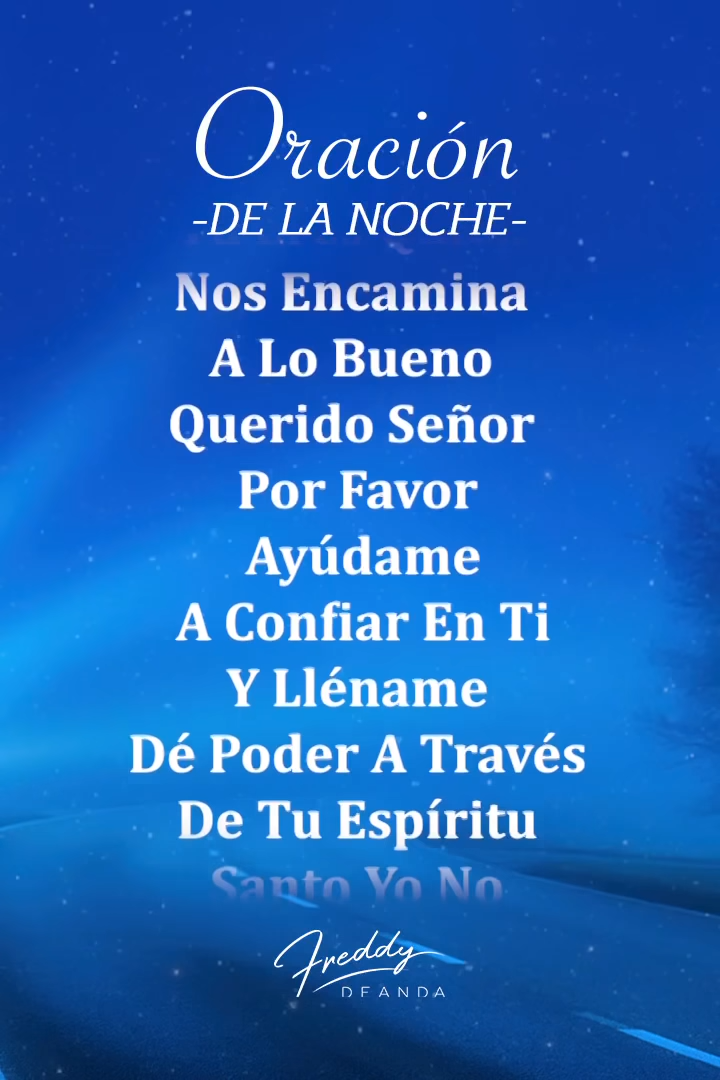 Oración
-DE LA NOCHE-
Nos Encamina
A Lo Bueno
Querido Señor
Por Favor
Ayúdame
A Confiar En Ti
Y Lléname
Dé Poder A Través
De Tu Espíritu
Santo Yo No
Freddy
DEANDA